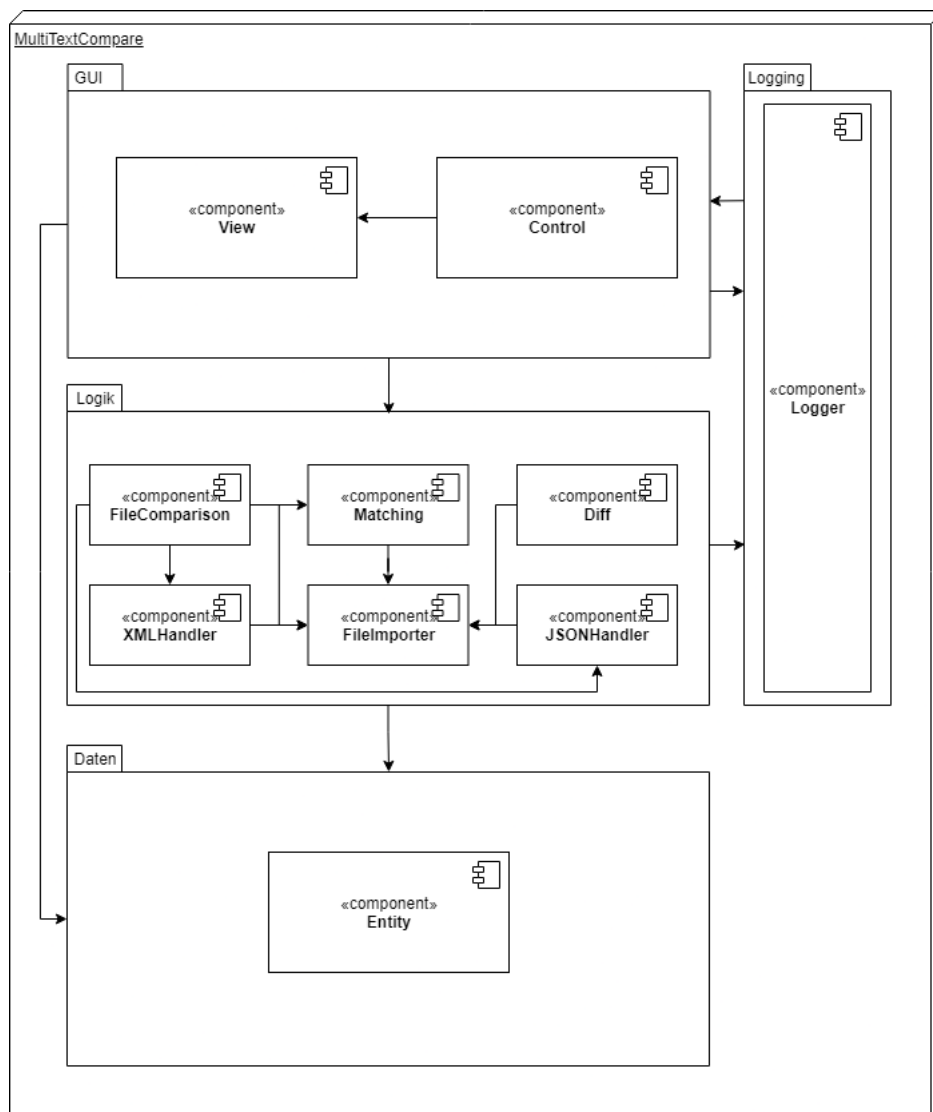 MultiTextCompare
GUI
Logging
«component»
View
«component»
Control
«component»
Logger
Logik
«component»
FileComparison
«component»
Matching
«component»
Diff
«component»
XMLHandler
«component»
FileImporter
«component»
JSONHandler
Daten
«component»
Entity